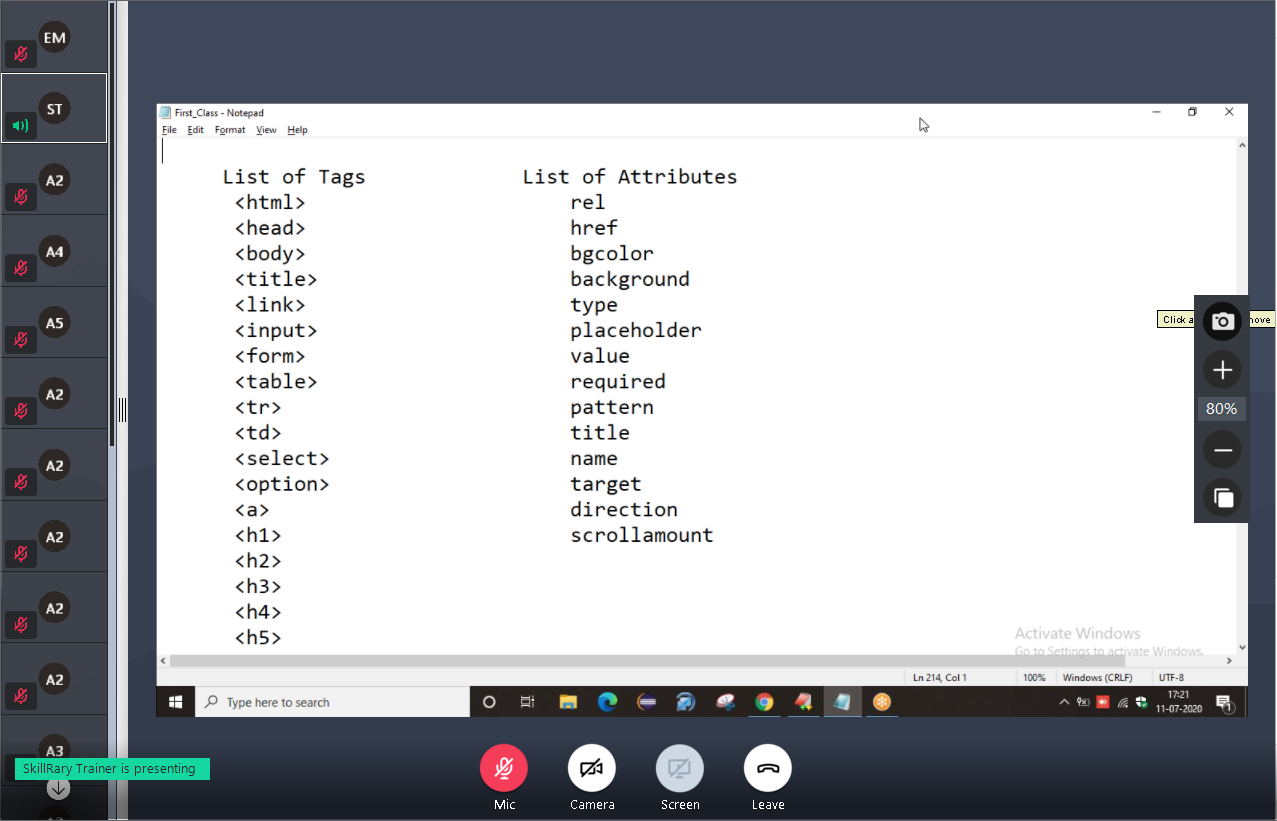 EM
ST
A2
A4
A5
A2
A2
A2
A2
A2
A3
SkillRary Trainer is presenting
First_Class - Notepad
File Edit Format View Help
List of Tags List of Attributes
<html> rel
<head> href
<body> bgcolor
<title> background
<link> type
<input> placeholder
<form> value
<table> required
<tr> pattern
<td> title
<select> name
<option> target
<a> direction
<h1> scrollamount
<h2>
<h3>
<h4>
<h5>
Click a
ove
80%
Activate Windows
Go to Settings to activate Windows.
Ln 214, Col 1 100% Windows (CRLF) UTF-8
Type here to search
17:21
11-07-2020
1
Mic Camera Screen Leave